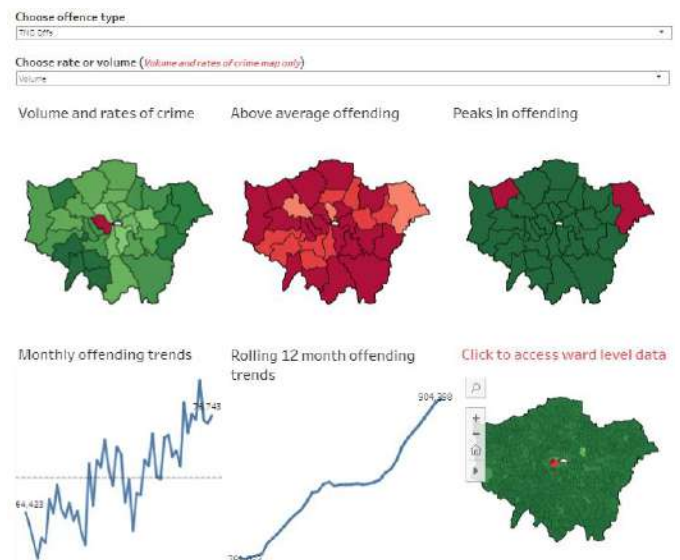 Choose offence type
TNO Offs
Choose rate or volume (Volume and rates of crime map only)
Volume
Volume and rates of crime
Above average offending
Peaks in offending
Monthly offending trends
Rolling 12 month offending
trends
Click to access ward level data
904,398
64,423